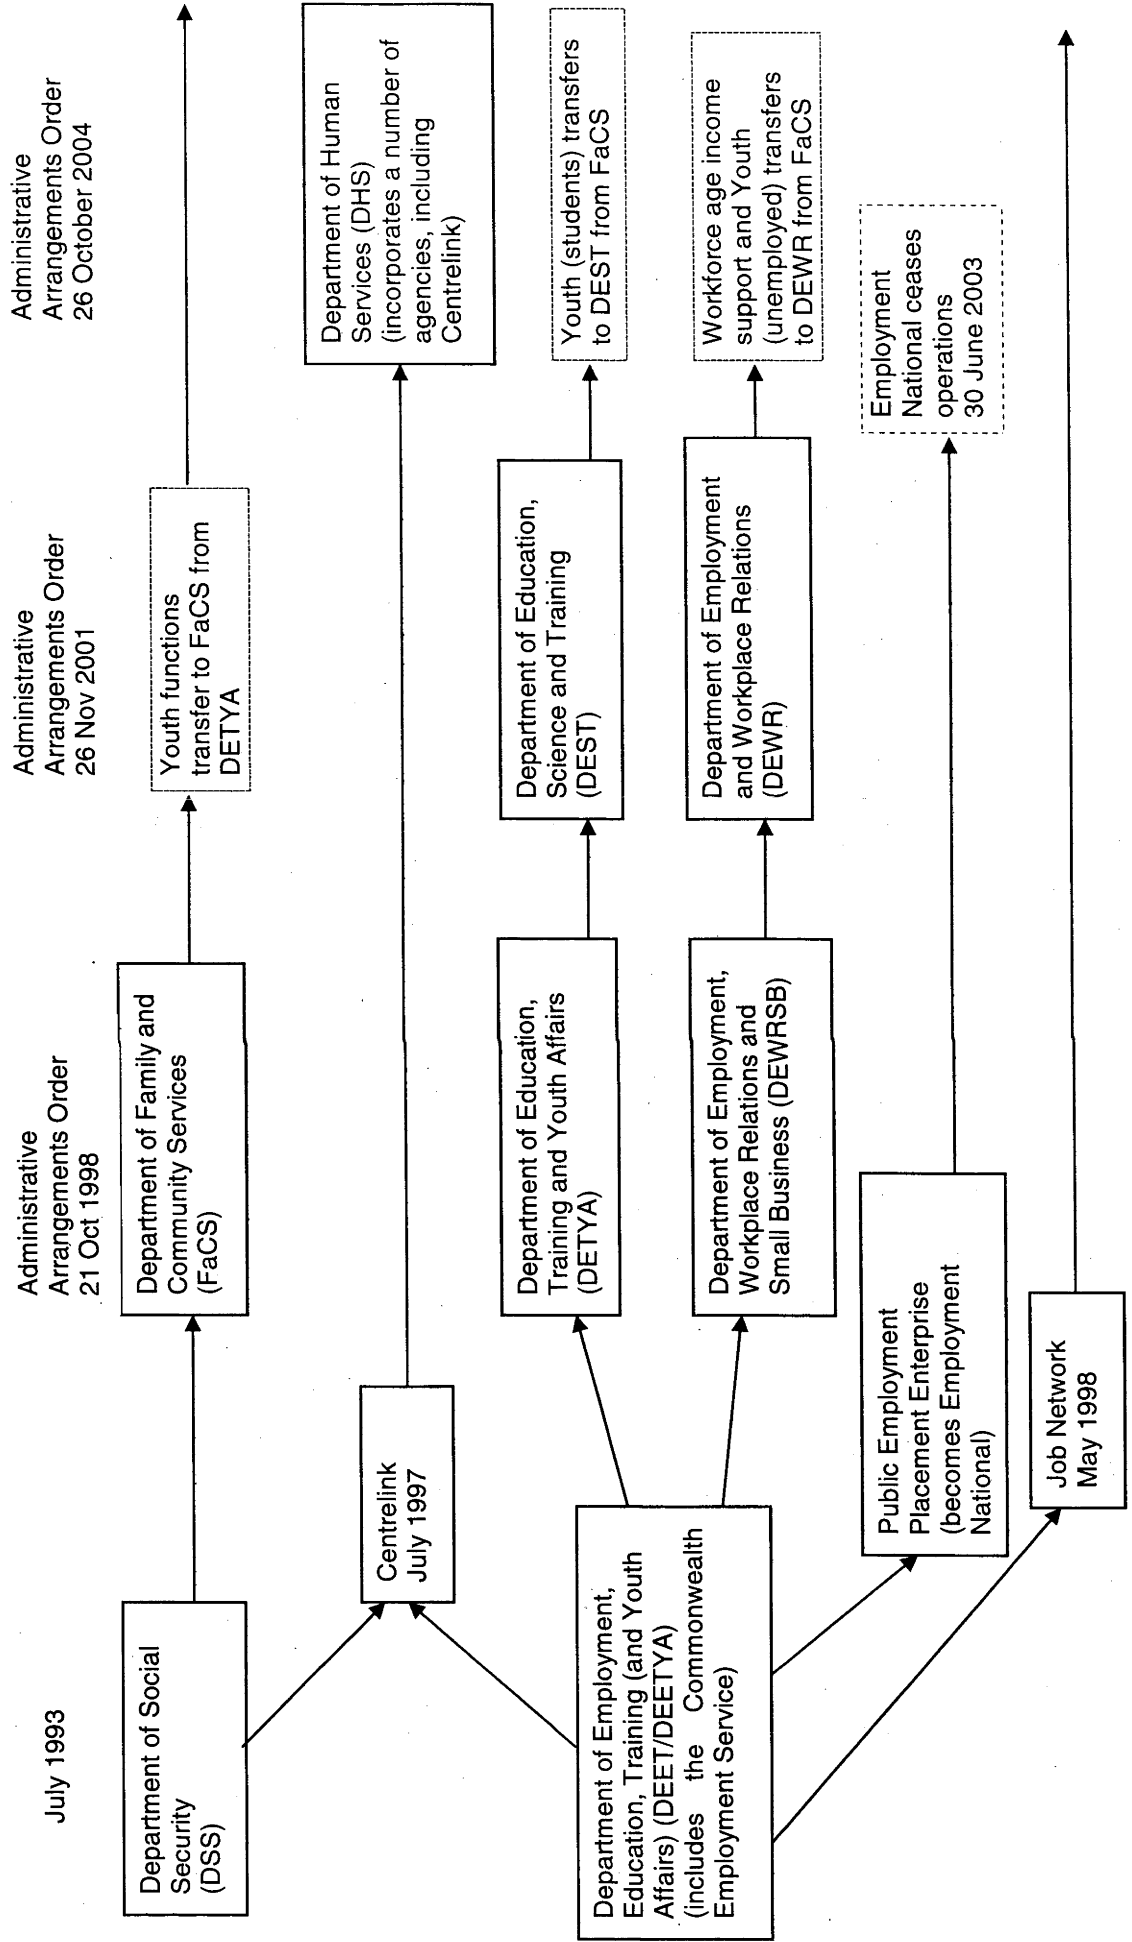 July 1993
Administrative
Arrangements Order
21 Oct 1998
Administrative
Arrangements Order
26 Nov 2001
Administrative
Arrangements Order
26 October 2004
Department of Social
Security
(DSS)
Department of Family and
Community Services
(FaCS)
Youth functions
transfer to FaCS from
DETYA
Centrelink
July 1997
Department of Human
Services (DHS)
(incorporates a number of
agencies, including
Centrelink)
Department of Employment,
Education, Training (and Youth
Affairs) (DEET/DEETYA)
(includes the Commonwealth
Employment Service)
Department of Education,
Training and Youth Affairs
(DETYA)
Department of Education,
Science and Training
(DEST)
Youth (students) transfers
to DEST from FaCS
Department of Employment,
Workplace Relations and
Small Business (DEWRSB)
Department of Employment
and Workplace Relations
(DEWR)
Workforce age income
support and Youth
(unemployed) transfers
to DEWR from FaCS
Public Employment
Placement Enterprise
(becomes Employment
National)
Employment
National ceases
operations
30 June 2003
Job Network
May 1998